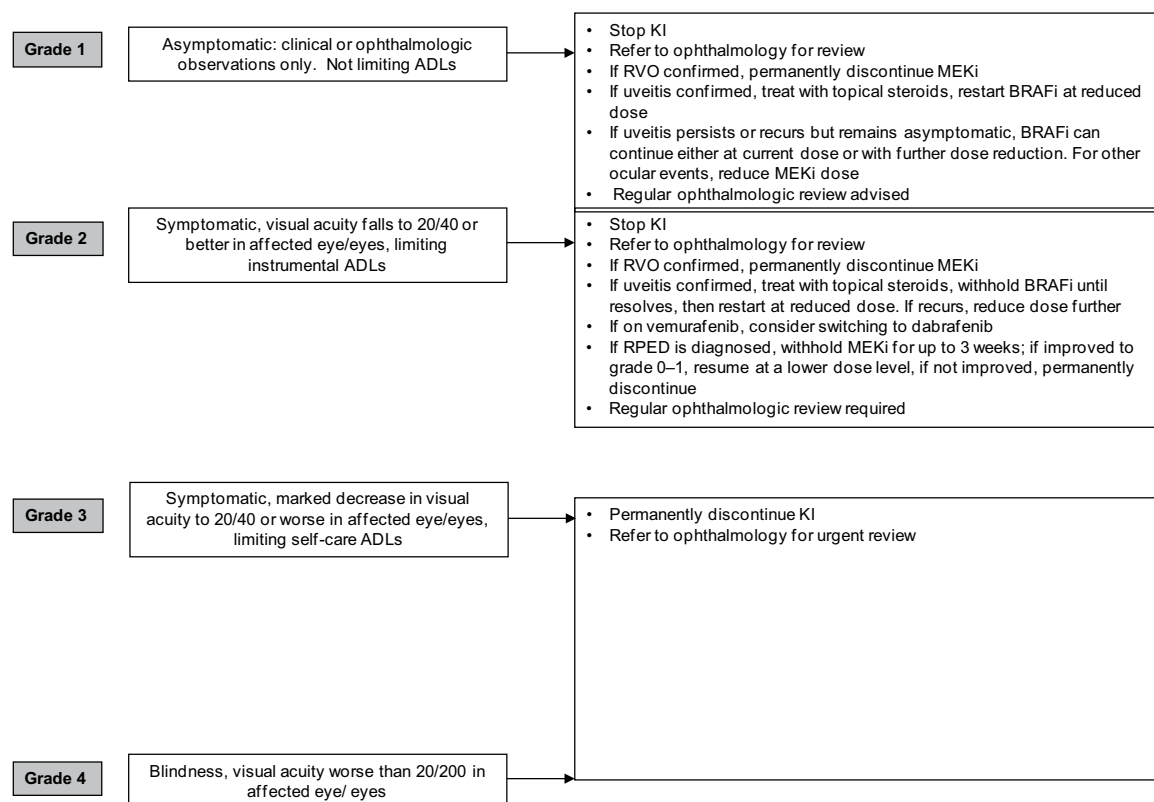 Grade 1
Asymptomatic: clinical or ophthalmologic
observations only. Not limiting ADLs
• Stop KI
• Refer to ophthalmology for review
• If RVO confirmed, permanently discontinue MEKi
• If uveitis confirmed, treat with topical steroids, restart BRAFi at reduced
dose
• If uveitis persists or recurs but remains asymptomatic, BRAFi can
continue either at current dose or with further dose reduction. For other
ocular events, reduce MEKi dose
• Regular ophthalmologic review advised
Grade 2
Symptomatic, visual acuity falls to 20/40 or
better in affected eye/eyes, limiting
instrumental ADLs
• Stop KI
• Refer to ophthalmology for review
• If RVO confirmed, permanently discontinue MEKi
• If uveitis confirmed, treat with topical steroids, withhold BRAFi until
resolves, then restart at reduced dose. If recurs, reduce dose further
• If on vemurafenib, consider switching to dabrafenib
• If RPED is diagnosed, withhold MEKi for up to 3 weeks; if improved to
grade 0–1, resume at a lower dose level, if not improved, permanently
discontinue
• Regular ophthalmologic review required
Grade 3
Symptomatic, marked decrease in visual
acuity to 20/40 or worse in affected eye/eyes,
limiting self-care ADLs
• Permanently discontinue KI
• Refer to ophthalmology for urgent review
Grade 4
Blindness, visual acuity worse than 20/200 in
affected eye/ eyes